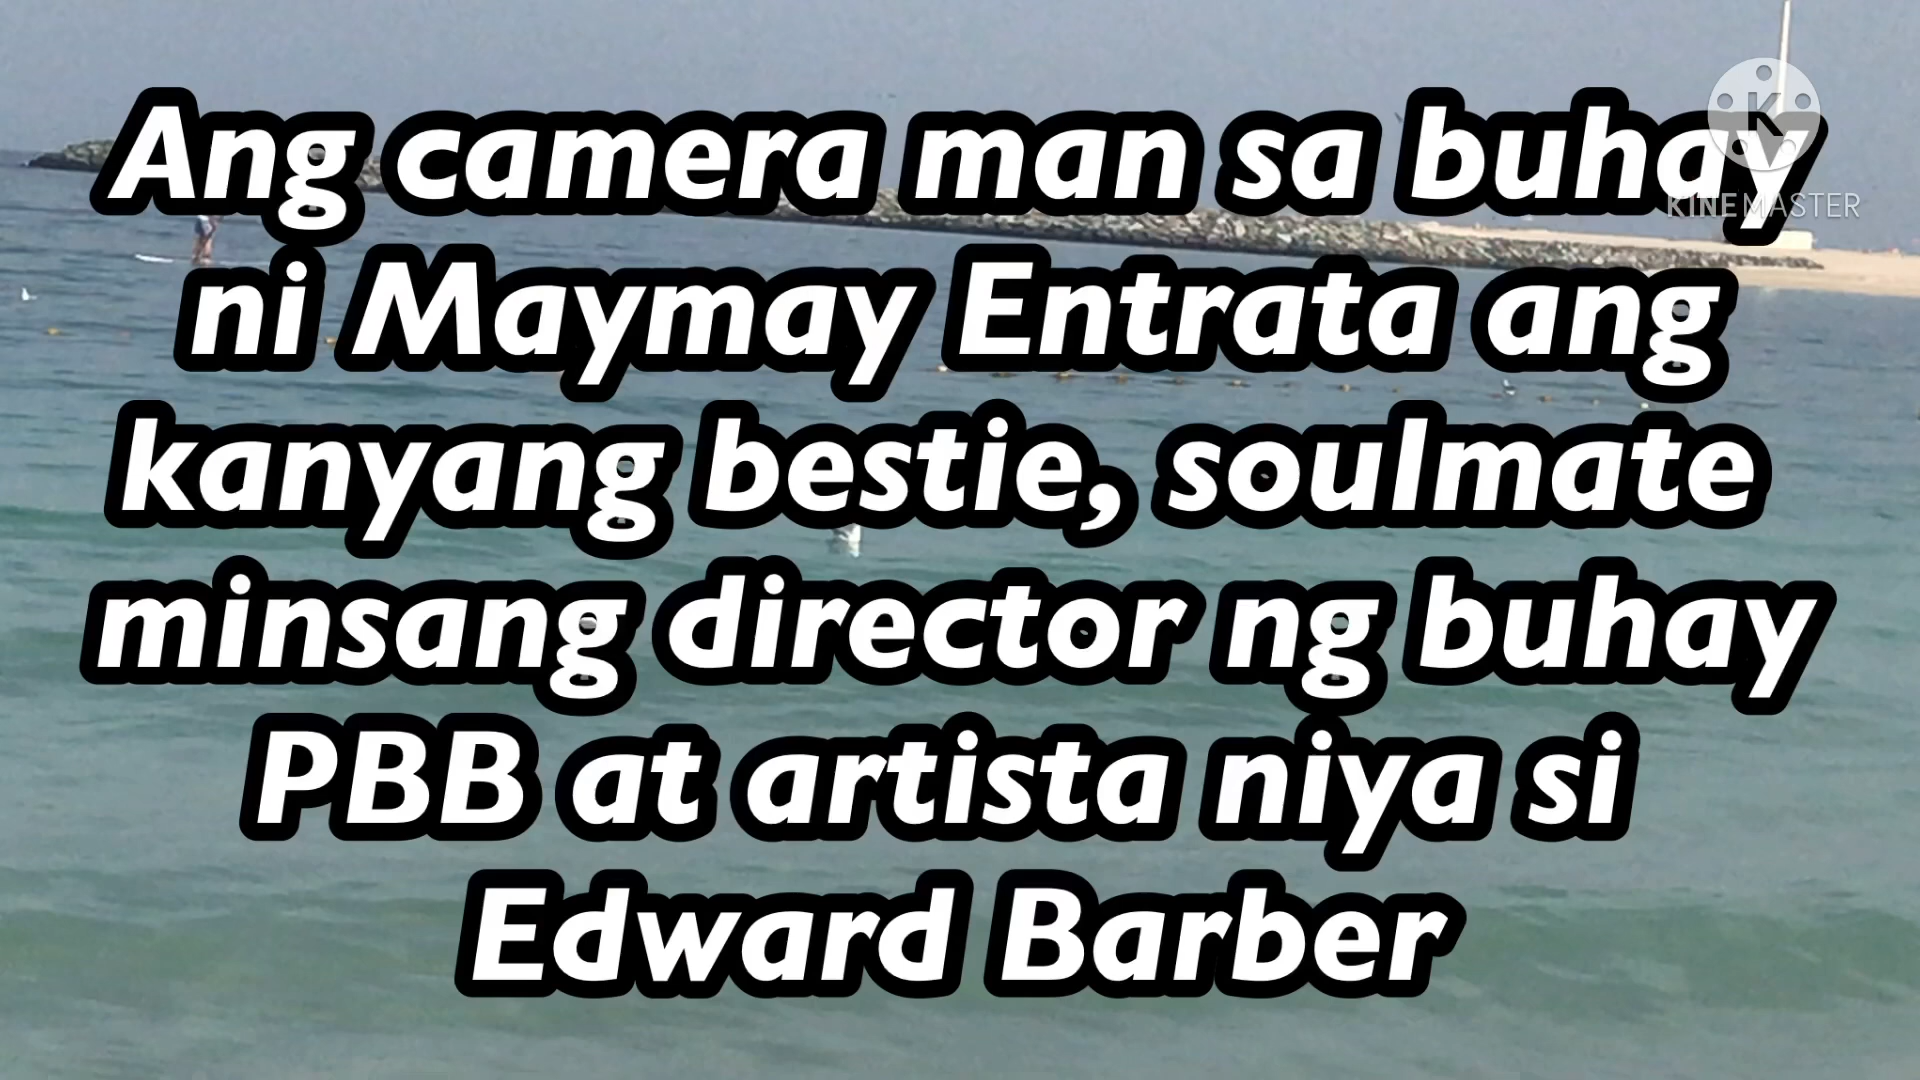 Ang camera man sa buhay
ni Maymay Entrata ang
kanyang bestie, soulmate
minsang director ng buhay
PBB at artista niya si
Edward Barber
K
KINEMASTER